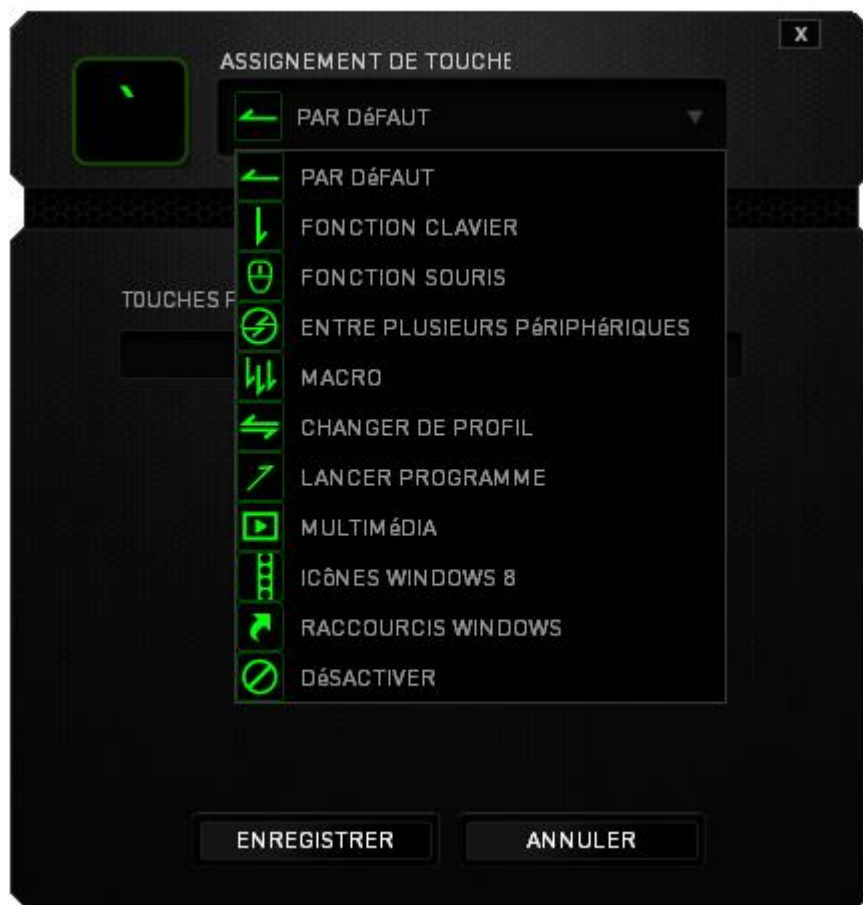 X
ASSIGNEMENT DE TOUCHE
`
PAR DéFAUT
PAR DéFAUT
FONCTION CLAVIER
FONCTION SOURIS
TOUCHES
ENTRE PLUSIEURS PéRIPHéRIQUES
MACRO
CHANGER DE PROFIL
LANCER PROGRAMME
MULTIMéDIA
ICôNES WINDOWS 8
RACCOURCIS WINDOWS
DéSACTIVER
ENREGISTRER
ANNULER